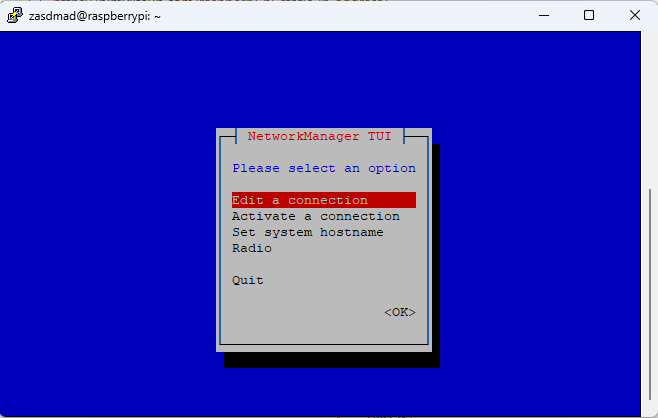 zasdmad@raspberrypi: ~
NetworkManager TUI
Please select an option
Edit a connection
Activate a connection
Set system hostname
Radio
Quit
<OK>